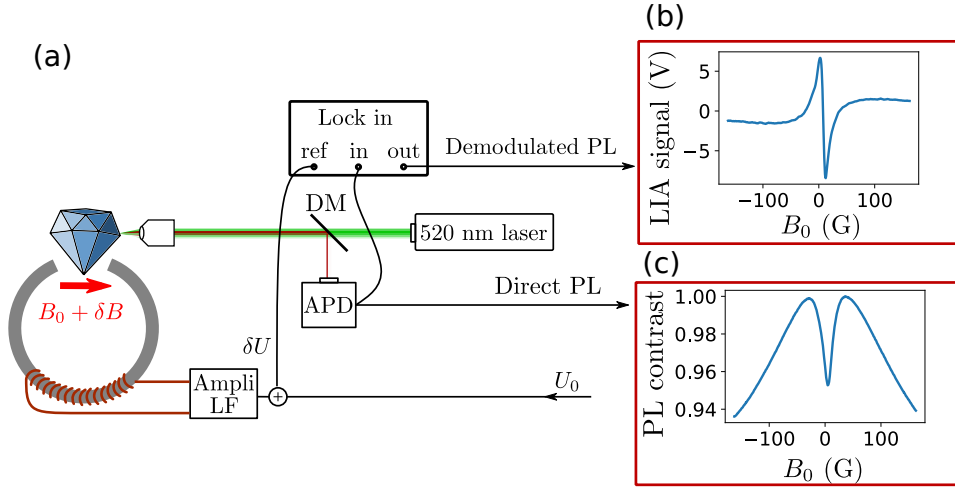 (a)
Lock in
ref in out
Demodulated PL
DM
520 nm laser
APD
Direct PL
B₀ + δB
δU
Ampli
LF
+
U₀
(b)
LIA signal (V)
5
0
−5
−100 0 100
B₀ (G)
(c)
PL contrast
1.00
0.98
0.96
0.94
−100 0 100
B₀ (G)